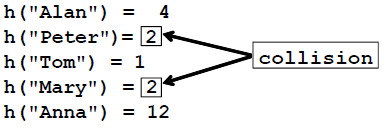 h("Alan") = 4
h("Peter")= 2
h("Tom") = 1
collision
h("Mary") = 2
h("Anna") = 12